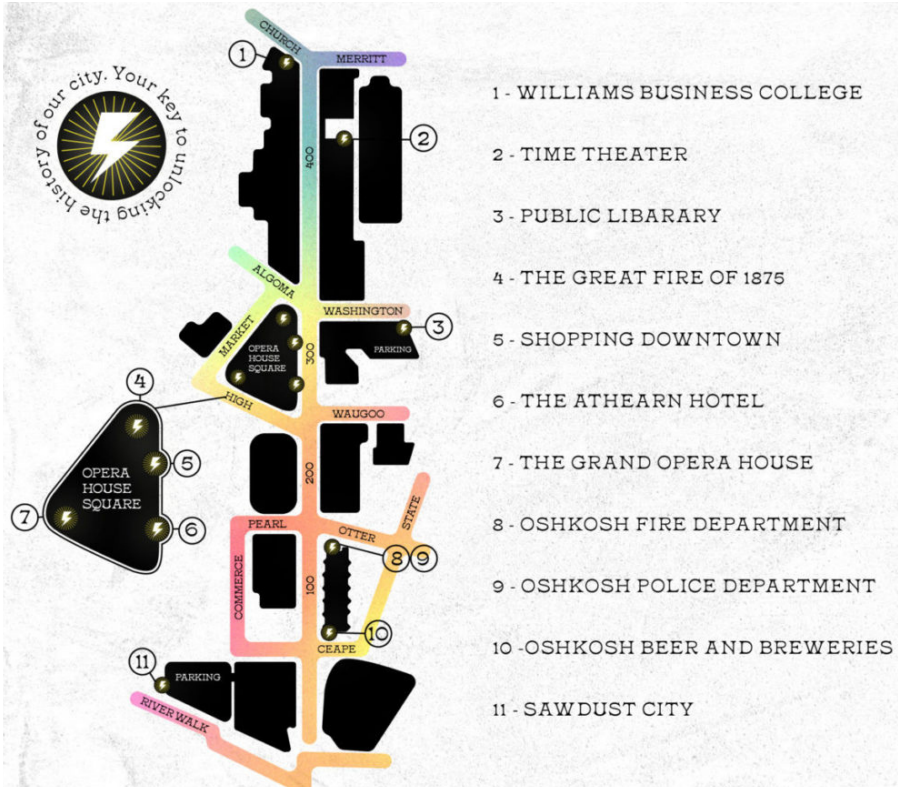 of our city. Your key to unlocking the history
CHURCH
MERRITT
1
2
400
ALGOMA
WASHINGTON
3
MARKET
OPERA
HOUSE
SQUARE
300
PARKING
HIGH
WAUGOO
4
OPERA
HOUSE
SQUARE
5
6
7
200
STATE
PEARL
OTTER
8
9
COMMERCE
100
10
CEAPE
11
PARKING
RIVER WALK
1 - WILLIAMS BUSINESS COLLEGE
2 - TIME THEATER
3 - PUBLIC LIBARARY
4 - THE GREAT FIRE OF 1875
5 - SHOPPING DOWNTOWN
6 - THE ATHEARN HOTEL
7 - THE GRAND OPERA HOUSE
8 - OSHKOSH FIRE DEPARTMENT
9 - OSHKOSH POLICE DEPARTMENT
10 -OSHKOSH BEER AND BREWERIES
11 - SAWDUST CITY